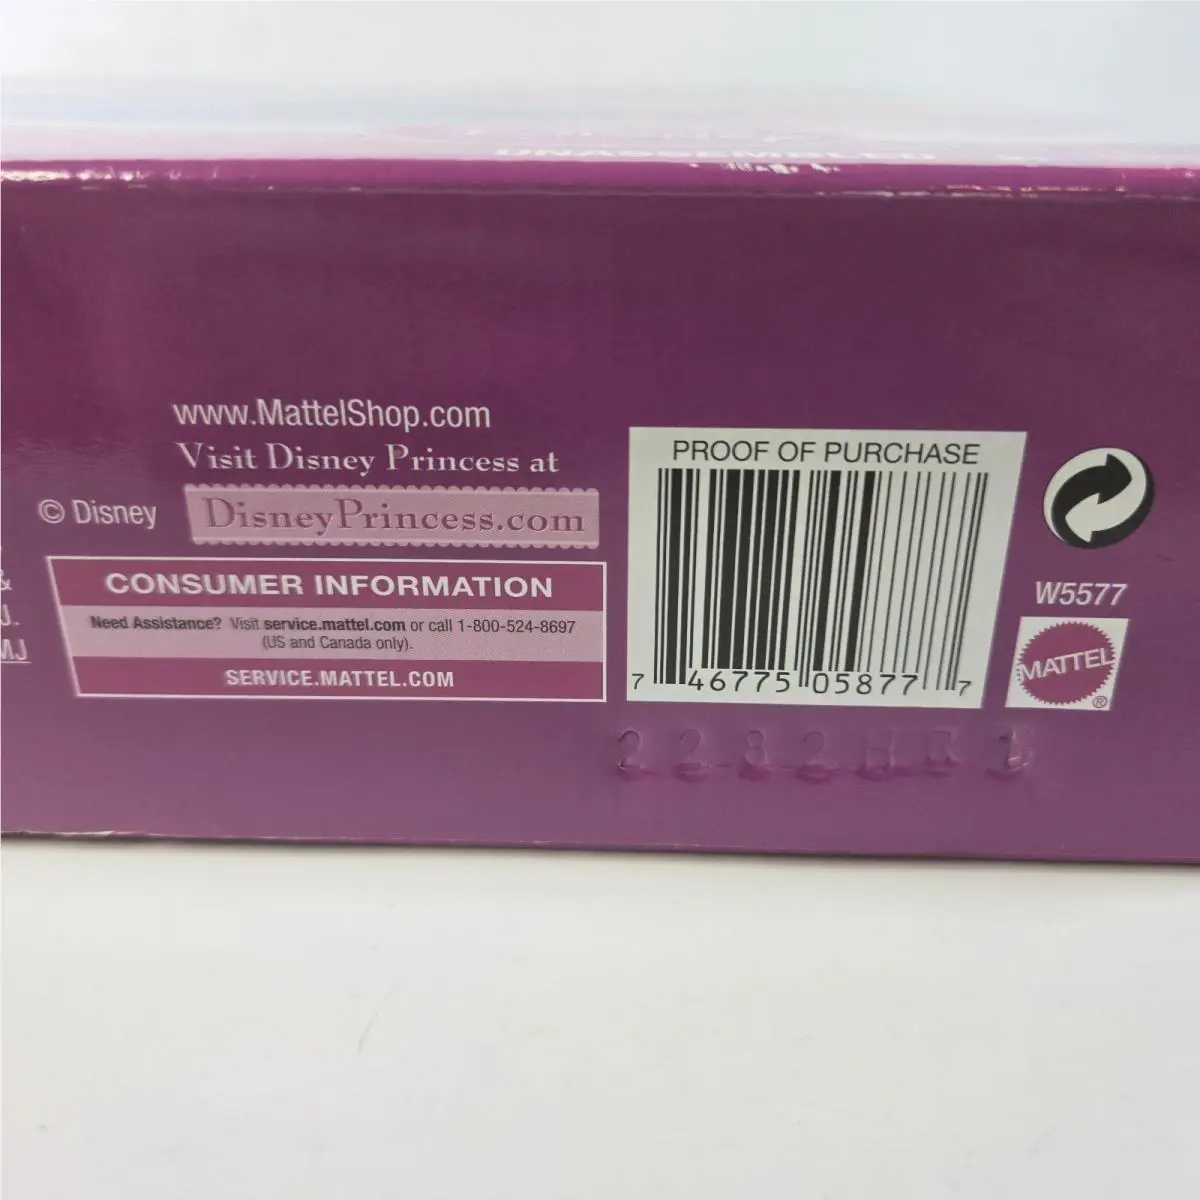 UNASSEMBLED
www.MattelShop.com
Visit Disney Princess at
© Disney
DisneyPrincess.com
&
J.
MJ
CONSUMER INFORMATION
Need Assistance? Visit service.mattel.com or call 1-800-524-8697
(US and Canada only).
SERVICE.MATTEL.COM
PROOF OF PURCHASE
7 46775 05877 7
W5577
MATTEL
®